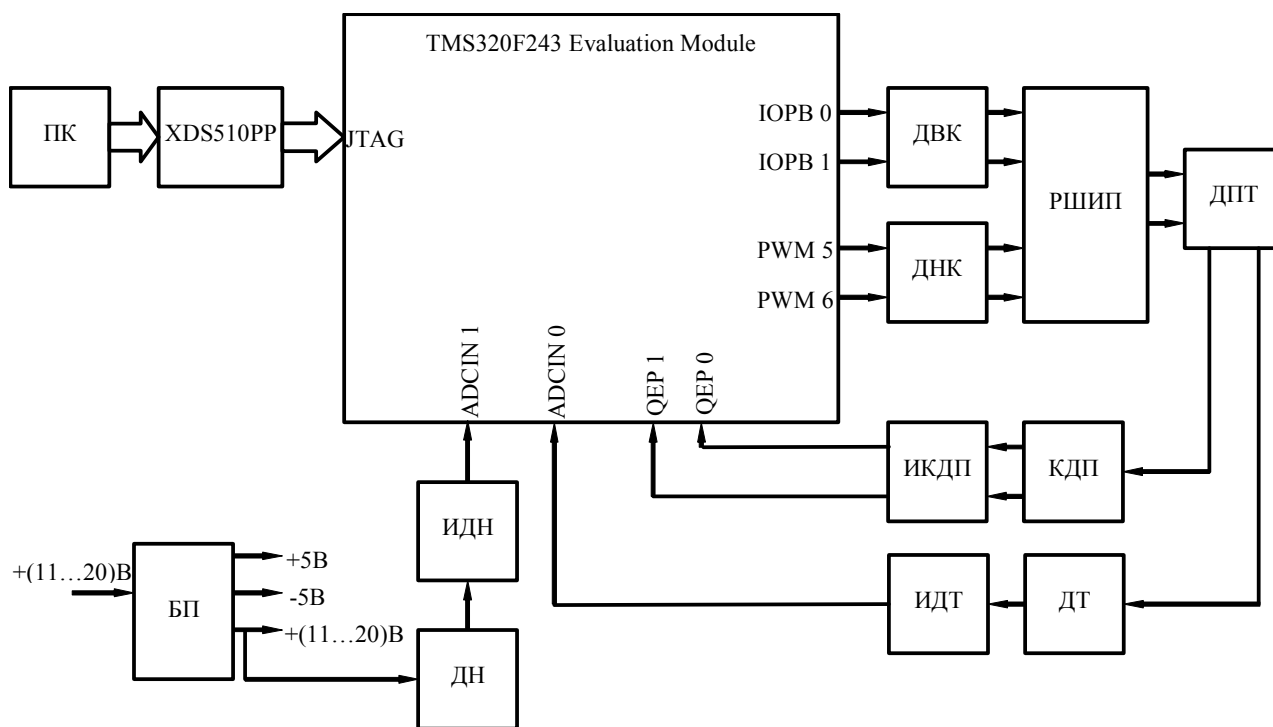 TMS320F243 Evaluation Module
ПК
XDS510PP
JTAG
IOPB 0
IOPB 1
PWM 5
PWM 6
ДВК
ДНК
РШИП
ДПТ
ADCIN 1
ADCIN 0
QEP 1
QEP 0
ИКДП
КДП
ИДН
ИДТ
ДТ
+(11...20)В
БП
+5В
-5В
+(11...20)В
ДН